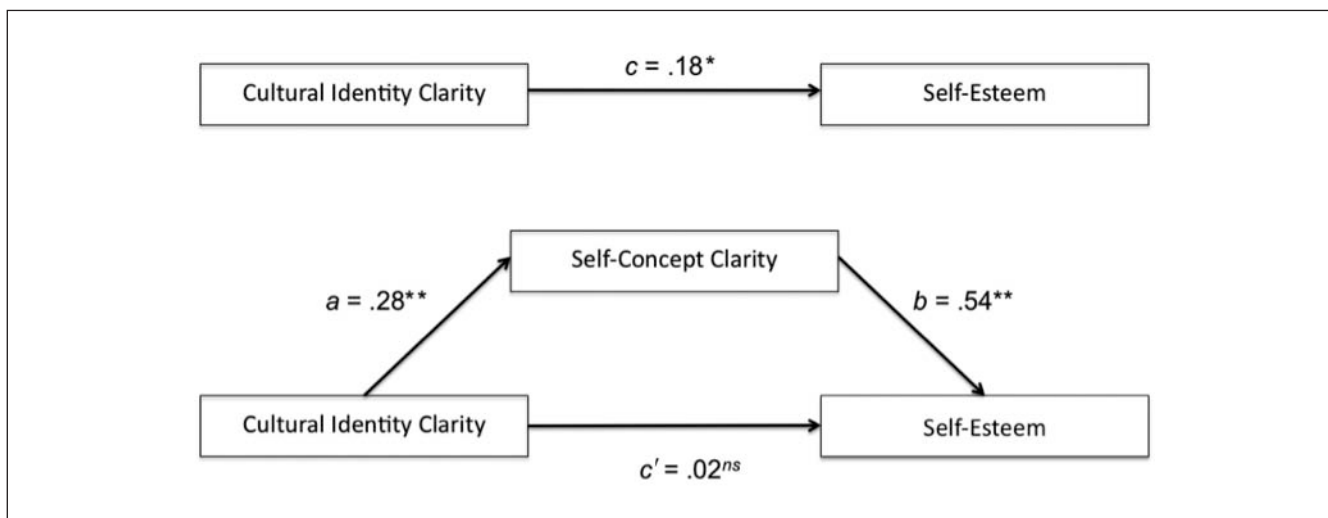 c = .18*
Cultural Identity Clarity
Self-Esteem
Self-Concept Clarity
a = .28**
b = .54**
Cultural Identity Clarity
Self-Esteem
c' = .02ns